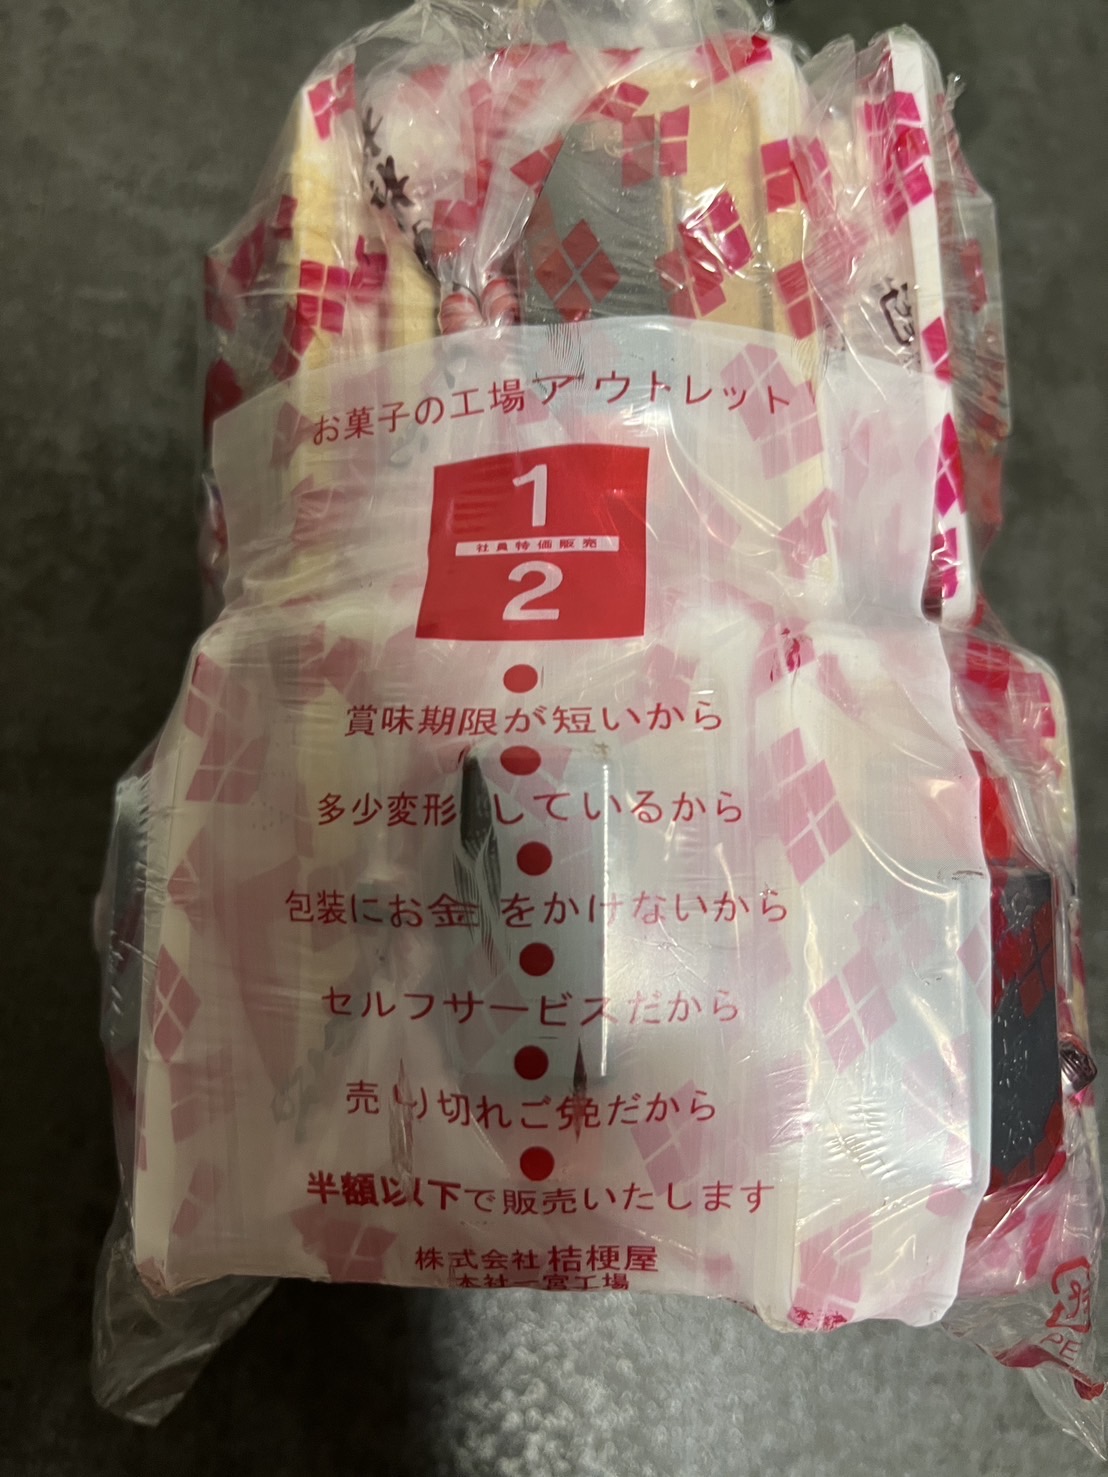 お菓子の工場アウトレット!
1
社員特価販売
2
賞味期限が短いから
多少変形しているから
包装にお金をかけないから
セルフサービスだから
売り切れご免だから
半額以下で販売いたします
株式会社 桔梗屋
本社一宮工場
PE